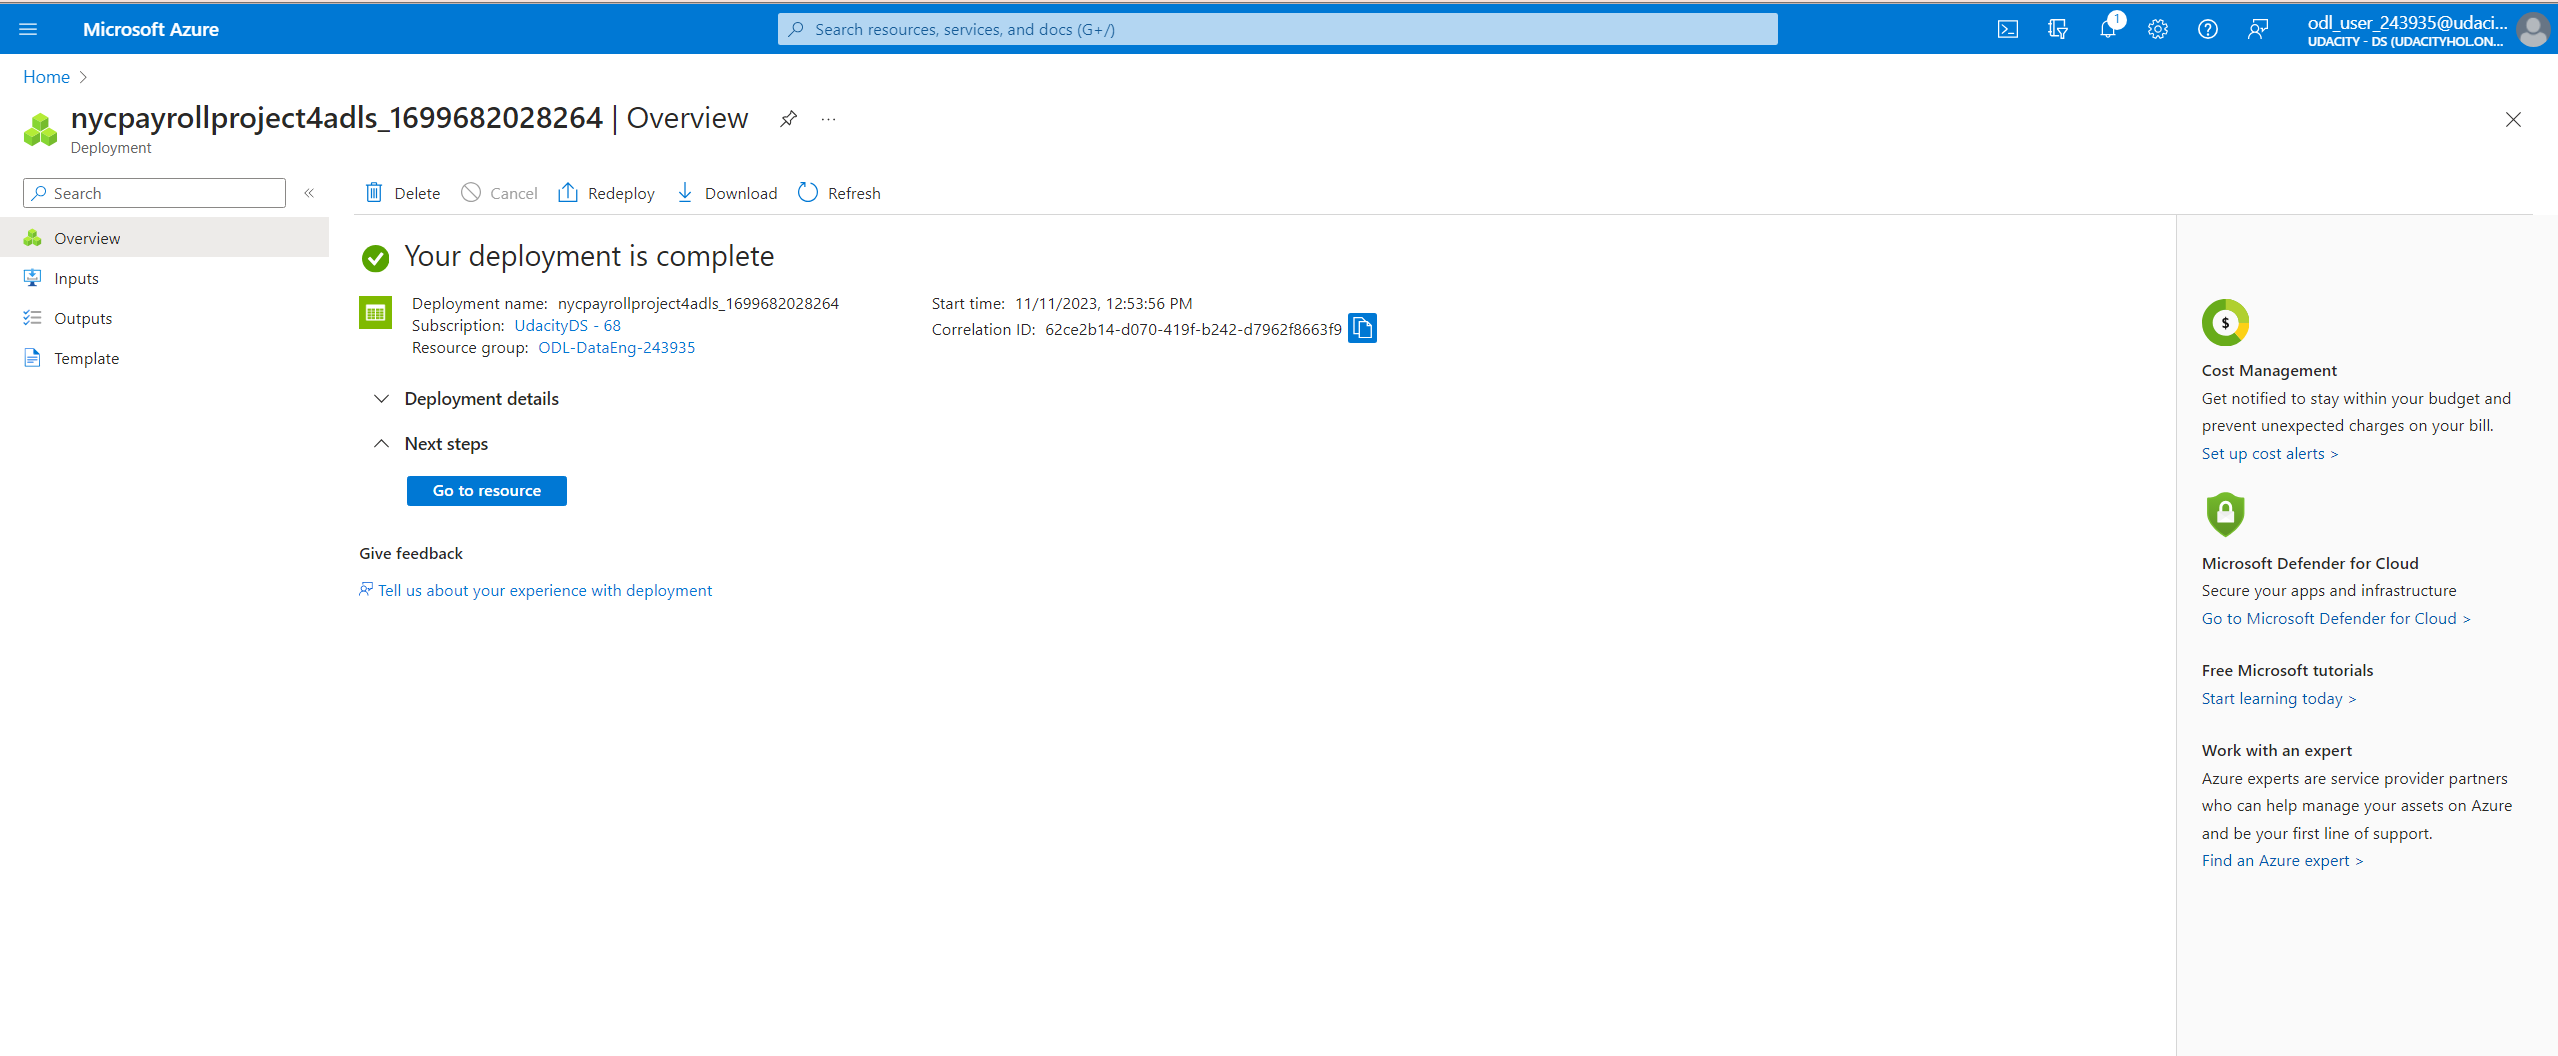 Microsoft Azure
Search resources, services, and docs (G+/)
1
odl_user_243935@udaci...
UDACITY - DS (UDACITYHOL.ON...
Home
nycpayrollproject4adls_1699682028264 | Overview
...
Deployment
Search
«
Delete
Cancel
Redeploy
Download
Refresh
Overview
Inputs
Outputs
Template
Your deployment is complete
Deployment name: nycpayrollproject4adls_1699682028264
Subscription: UdacityDS - 68
Resource group: ODL-DataEng-243935
Start time: 11/11/2023, 12:53:56 PM
Correlation ID: 62ce2b14-d070-419f-b242-d7962f8663f9
Deployment details
Next steps
Go to resource
Give feedback
Tell us about your experience with deployment
$
Cost Management
Get notified to stay within your budget and
prevent unexpected charges on your bill.
Set up cost alerts >
Microsoft Defender for Cloud
Secure your apps and infrastructure
Go to Microsoft Defender for Cloud >
Free Microsoft tutorials
Start learning today >
Work with an expert
Azure experts are service provider partners
who can help manage your assets on Azure
and be your first line of support.
Find an Azure expert >